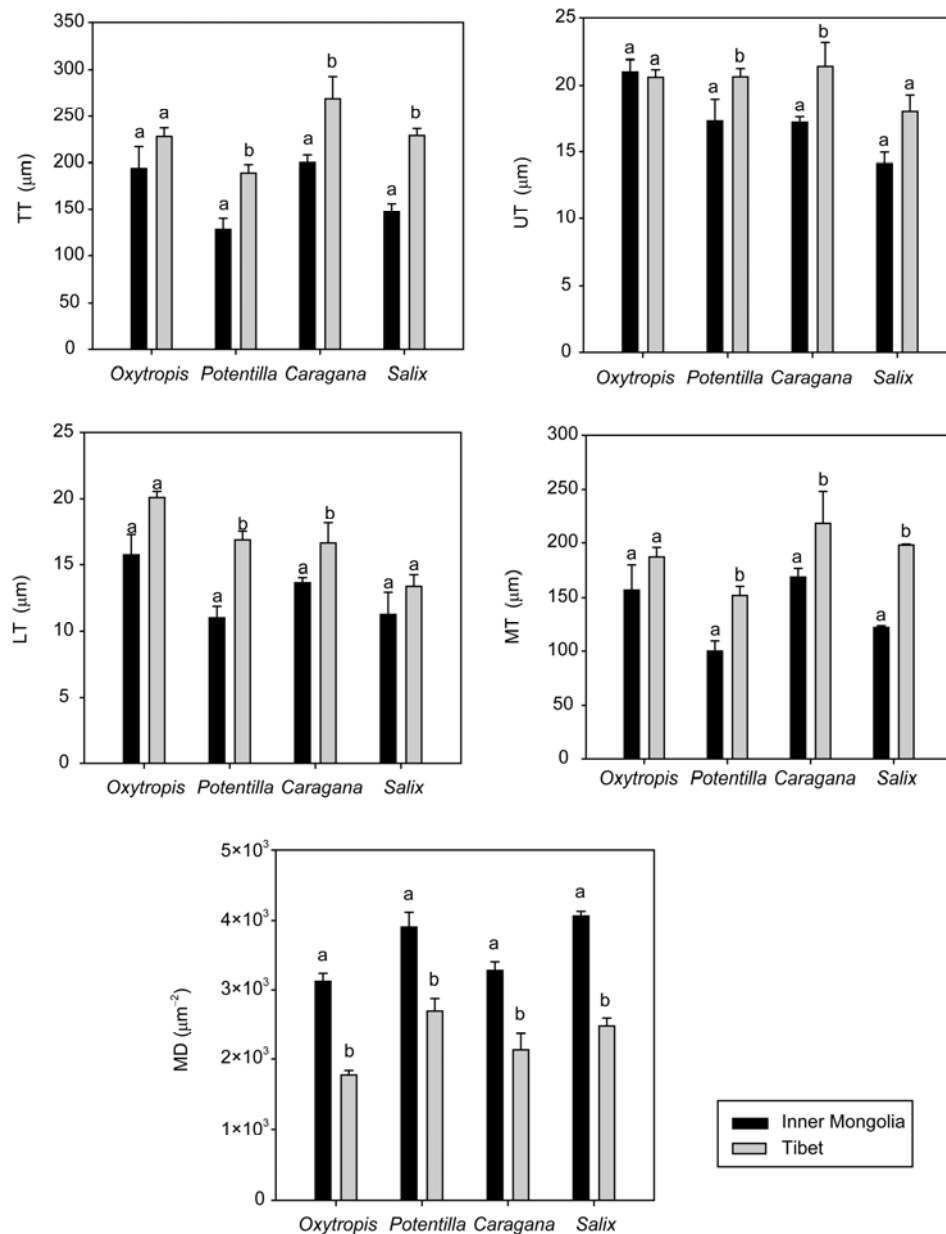 350
300
250
200
150
100
50
0
TT (μm)
a a a b a b a b
Oxytropis Potentilla Caragana Salix
25
20
15
10
5
0
UT (μm)
a a a b a b a a
Oxytropis Potentilla Caragana Salix
25
20
15
10
5
0
LT (μm)
a a a b a b a a
Oxytropis Potentilla Caragana Salix
300
250
200
150
100
50
0
MT (μm)
a a a b a b a b
Oxytropis Potentilla Caragana Salix
5×10³
4×10³
3×10³
2×10³
1×10³
0
MD (μm⁻²)
a b a b a b a b
Oxytropis Potentilla Caragana Salix
Inner Mongolia
Tibet